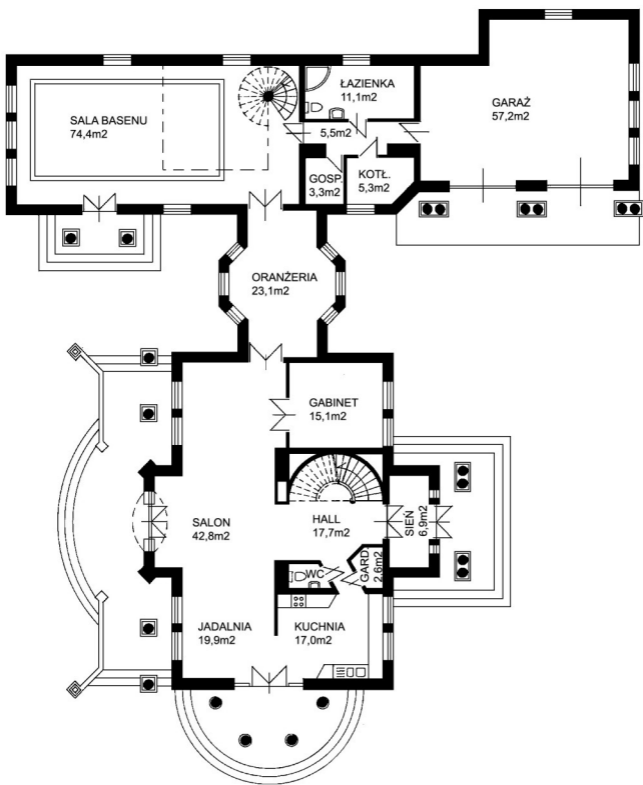 ŁAZIENKA
11,1m2
GARAŻ
57,2m2
SALA BASENU
74,4m2
5,5m2
GOSP.
3,3m2
KOTŁ.
5,3m2
ORANŻERIA
23,1m2
GABINET
15,1m2
SALON
42,8m2
HALL
17,7m2
SIEŃ
6,9m2
WC
GARD
2,6m2
JADALNIA
19,9m2
KUCHNIA
17,0m2